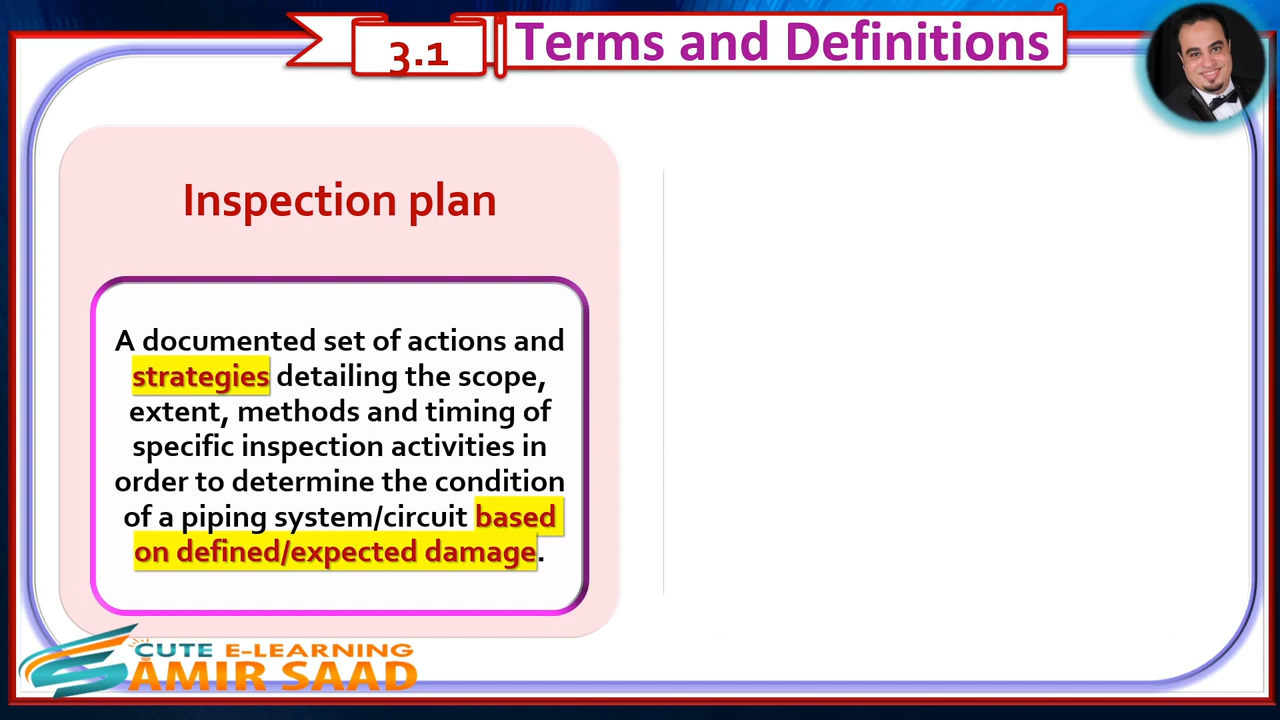 3.1
Terms and Definitions
Inspection plan
A documented set of actions and
strategies detailing the scope,
extent, methods and timing of
specific inspection activities in
order to determine the condition
of a piping system/circuit based
on defined/expected damage.
CUTE E-LEARNING
AMIR SAAD